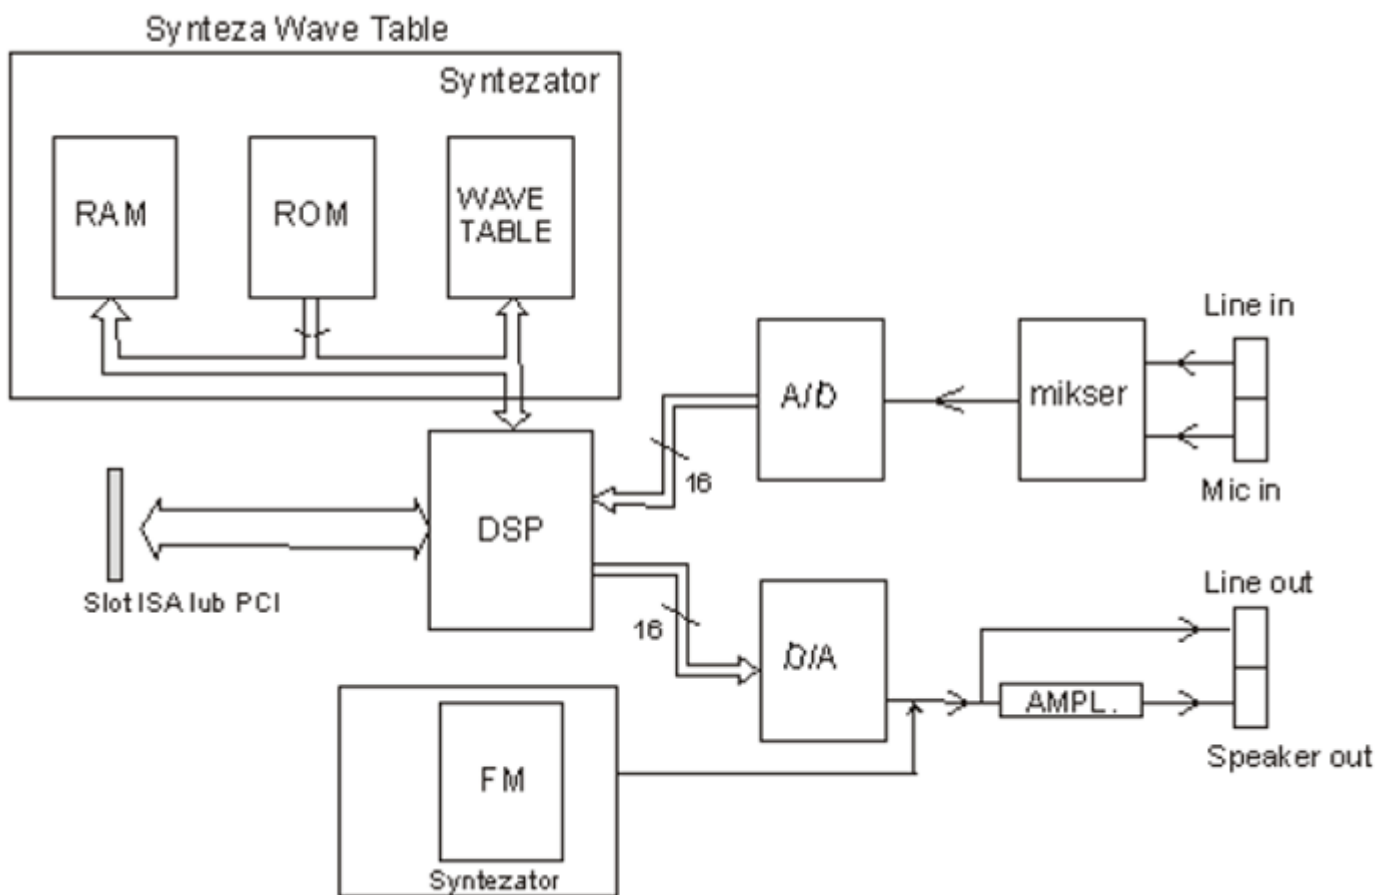 Synteza Wave Table
Syntezator
RAM
ROM
WAVE
TABLE
Line in
A/D
mikser
16
Mic in
DSP
Slot ISA lub PCI
Line out
16
D/A
AMPL.
FM
Speaker out
Syntezator